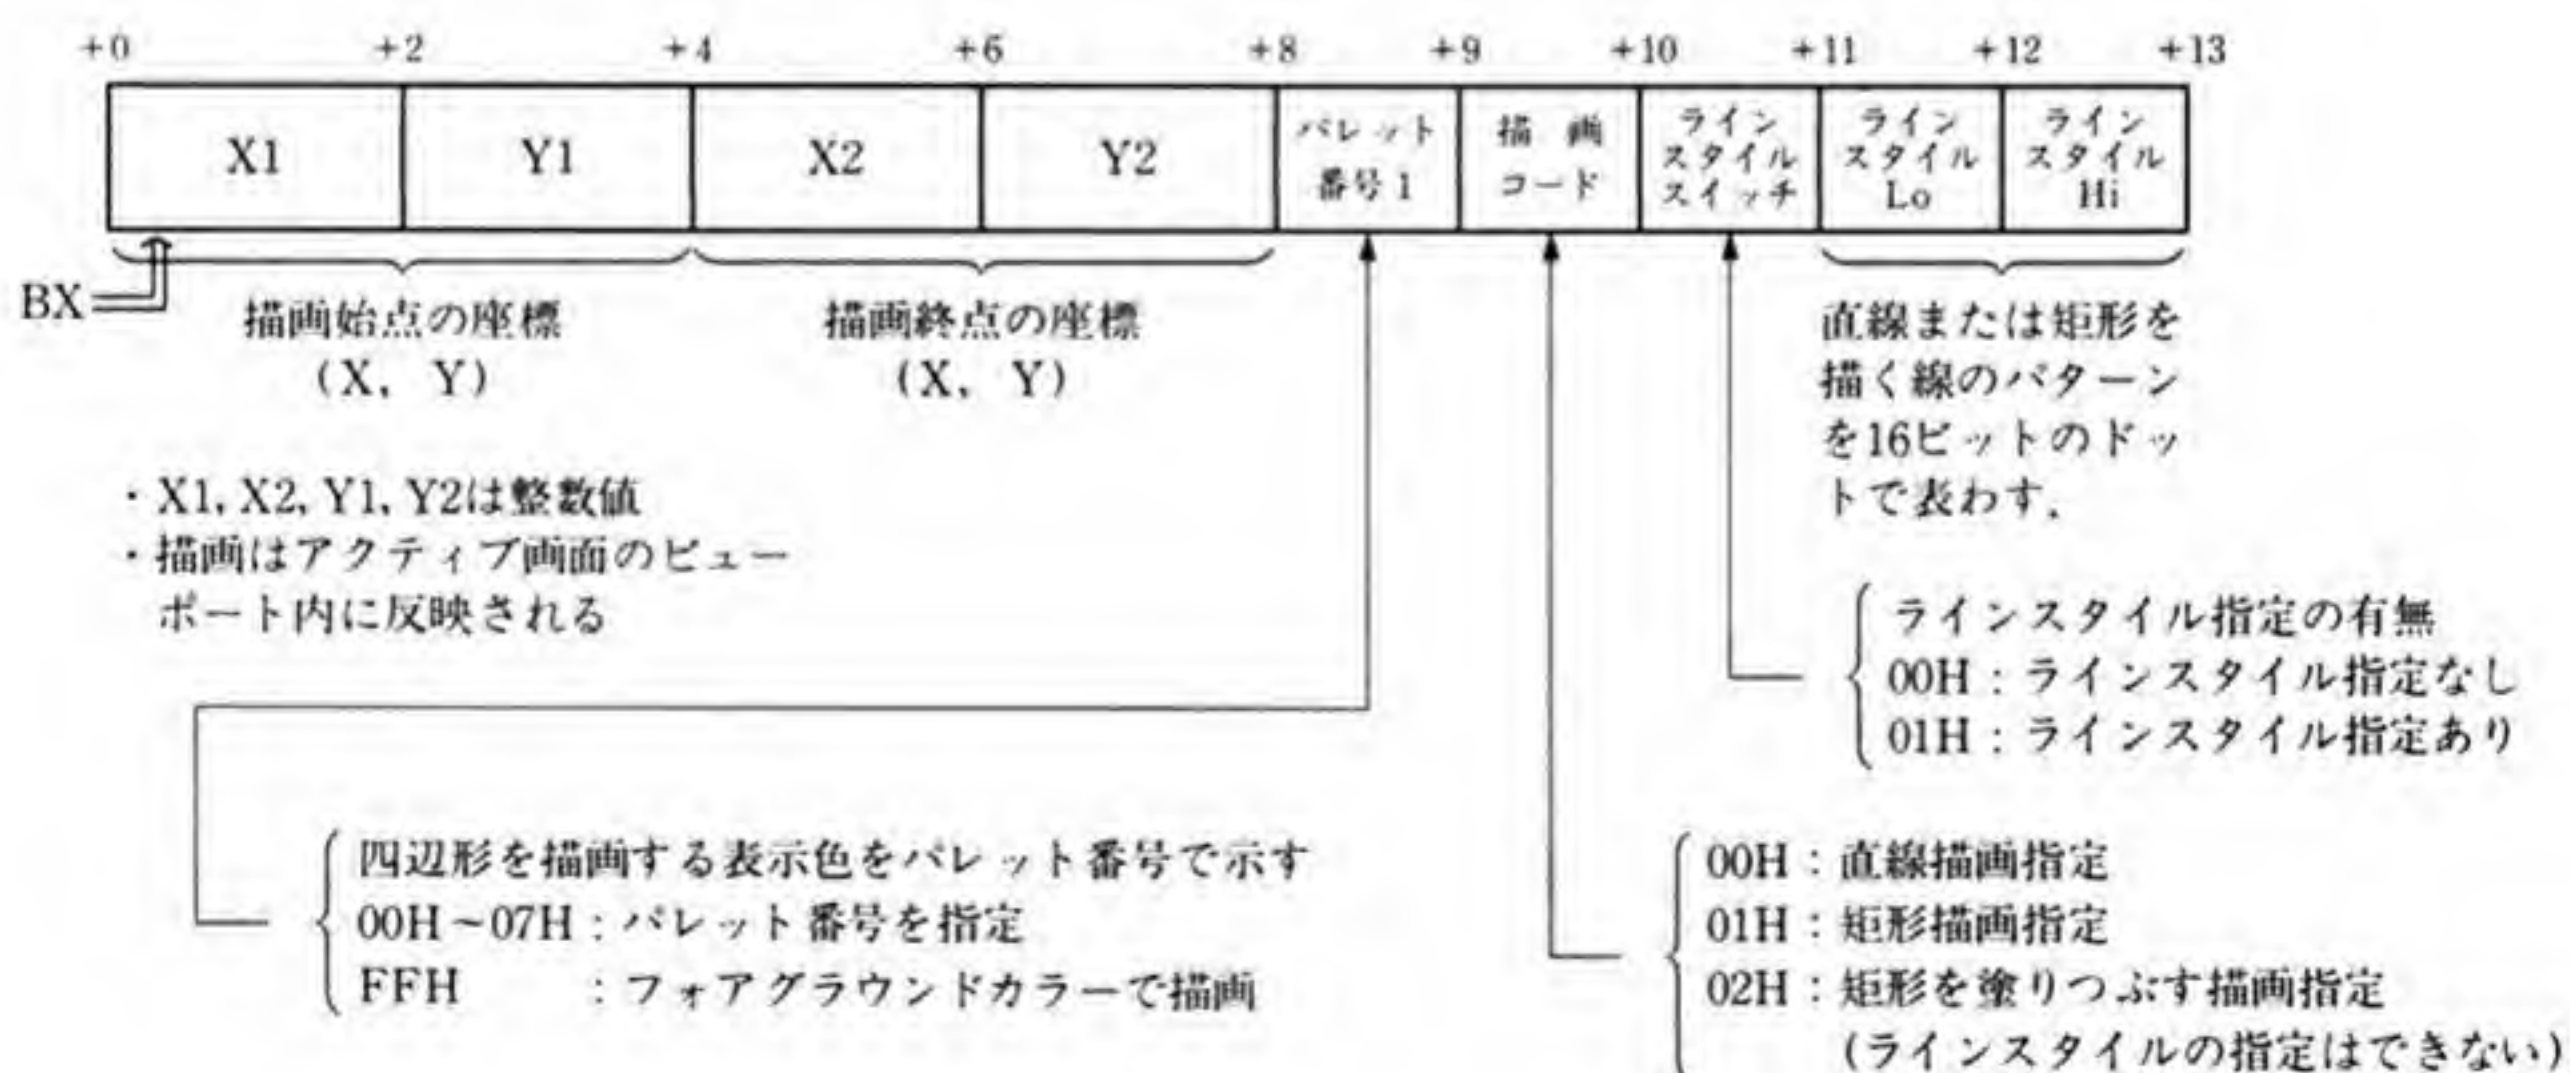 +0 +2 +4 +6 +8 +9 +10 +11 +12 +13
X1
Y1
X2
Y2
パレット
番号1
描画
コード
ライン
スタイル
スイッチ
ライン
スタイル
Lo
ライン
スタイル
Hi
BX
描画始点の座標
(X, Y)
描画終点の座標
(X, Y)
直線または矩形を
描く線のパターン
を16ビットのドッ
トで表わす.
・X1, X2, Y1, Y2は整数値
・描画はアクティブ画面のビュー
ポート内に反映される
ラインスタイル指定の有無
00H:ラインスタイル指定なし
01H:ラインスタイル指定あり
四辺形を描画する表示色をパレット番号で示す
00H~07H:パレット番号を指定
FFH :フォアグラウンドカラーで描画
00H:直線描画指定
01H:矩形描画指定
02H:矩形を塗りつぶす描画指定
(ラインスタイルの指定はできない)